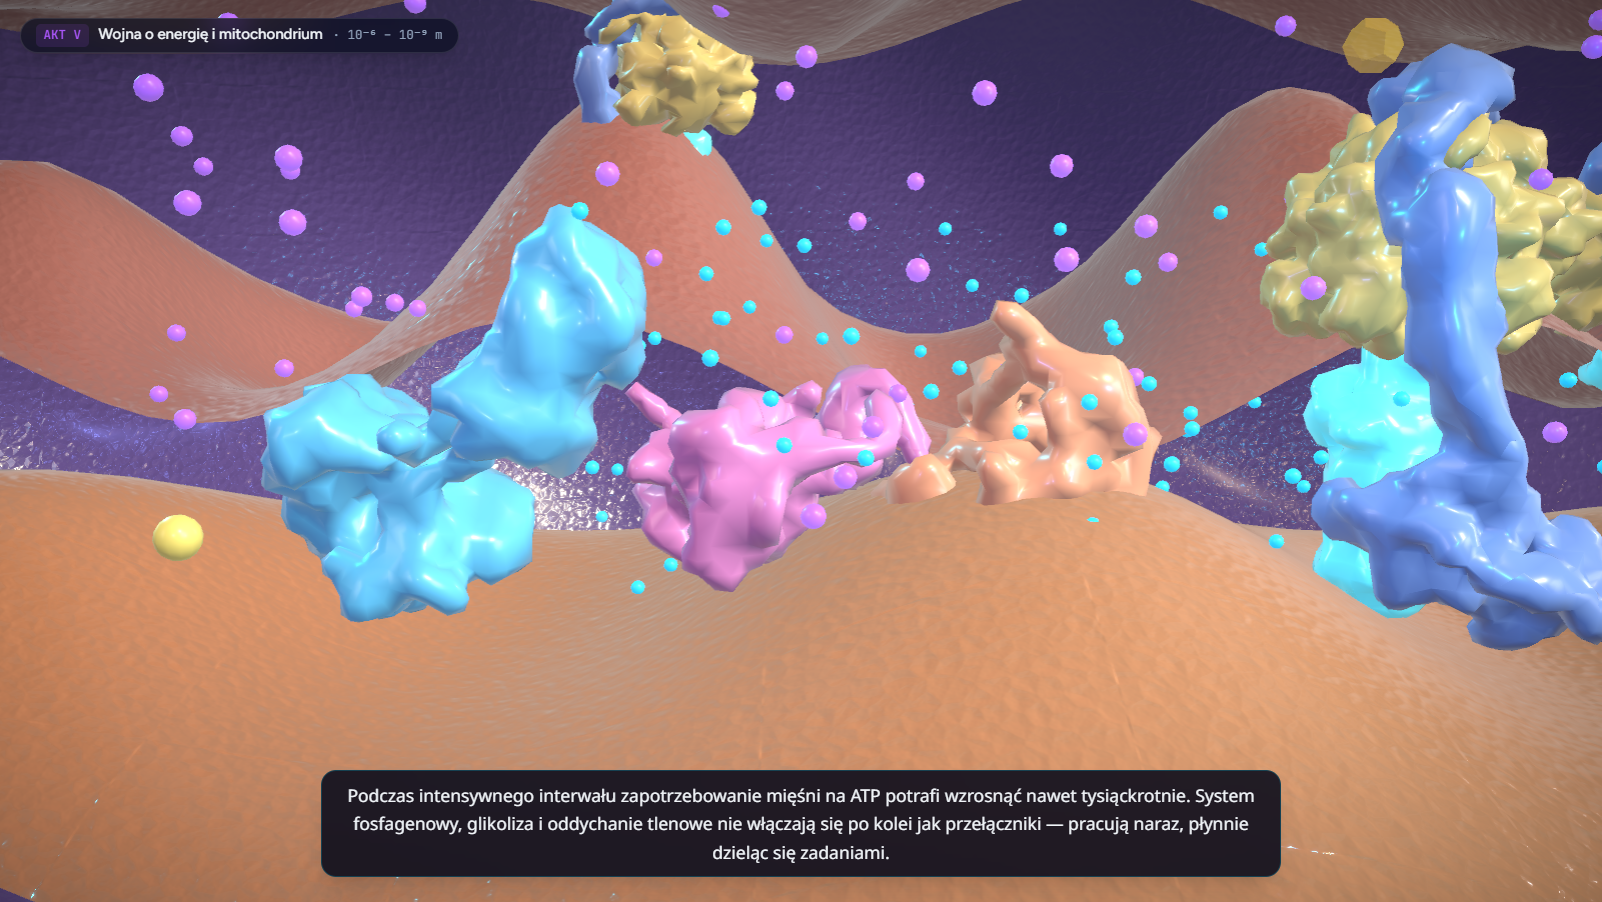 AKT V Wojna o energię i mitochondrium · 10⁻⁶ – 10⁻⁹ m
Podczas intensywnego interwału zapotrzebowanie mięśni na ATP potrafi wzrosnąć nawet tysiąckrotnie. System
fosfagenowy, glikoliza i oddychanie tlenowe nie włączają się po kolei jak przełączniki — pracują naraz, płynnie
dzieląc się zadaniami.